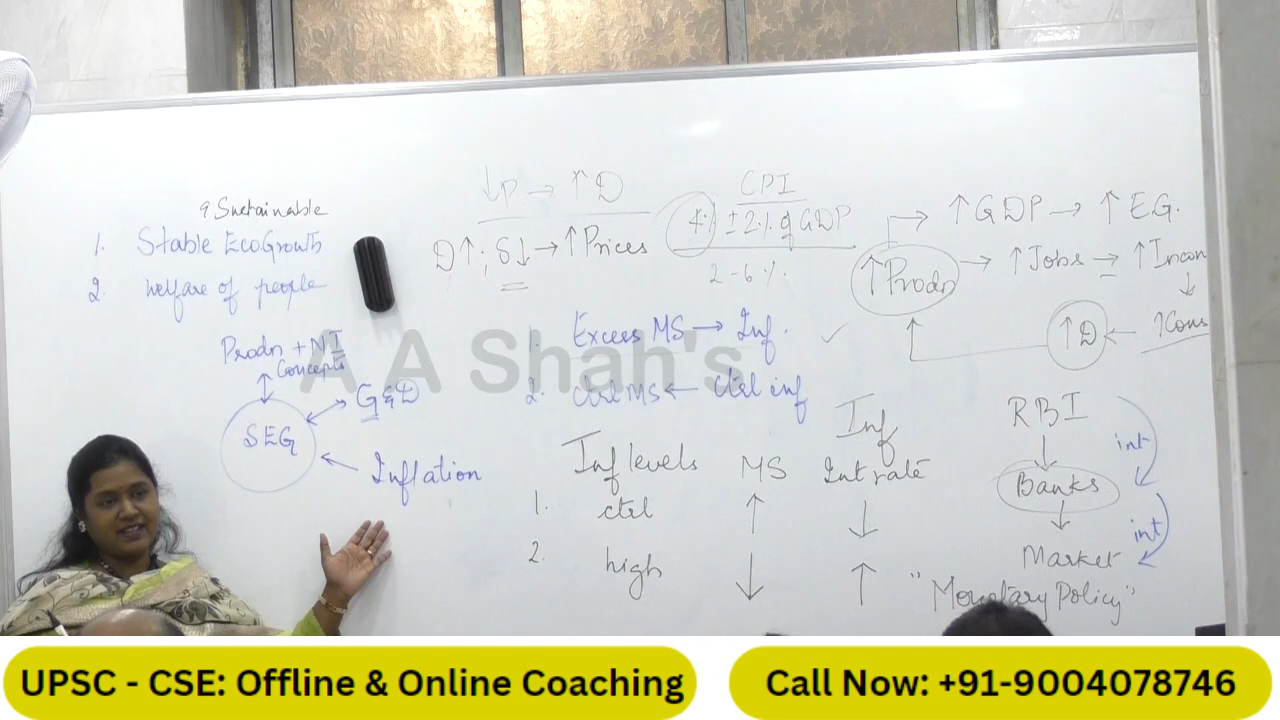 & Sustainable
1. Stable EcoGrowth
2. welfare of people
Prodn + NI
Concepts
SEG
G & D
Inflation
↓P → ↑D
D↑; S↓ → ↑Prices
CPI
4% ± 2% of GDP
2-6%
↑Prodn
↑GDP → ↑E.G.
→ ↑Jobs → ↑Incom
↑D ← ↑Cons
1. Excess MS → Inf.
2. ctrl MS ← ctrl inf
Inf levels MS Inf
Int rate
1. ctrl ↑ ↓
2. high ↓ ↑
RBI
int
Banks
int
Market
"Monetary Policy"
A A Shah's
UPSC - CSE: Offline & Online Coaching
Call Now: +91-9004078746